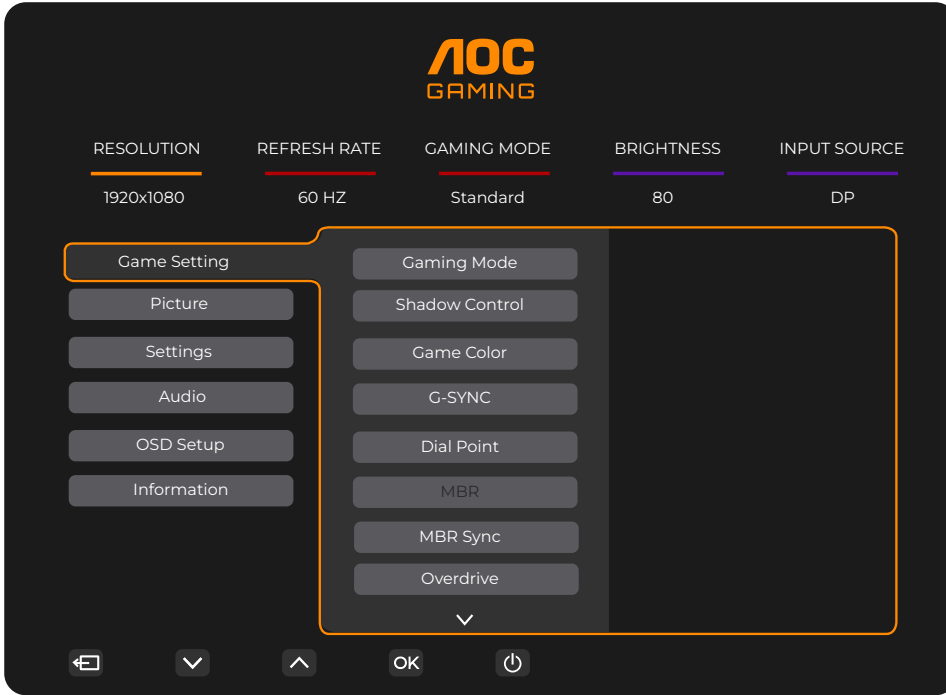 AOC
GAMING
RESOLUTION REFRESH RATE GAMING MODE BRIGHTNESS INPUT SOURCE
1920x1080 60 HZ Standard 80 DP
Game Setting
Picture
Settings
Audio
OSD Setup
Information
Gaming Mode
Shadow Control
Game Color
G-SYNC
Dial Point
MBR
MBR Sync
Overdrive
OK